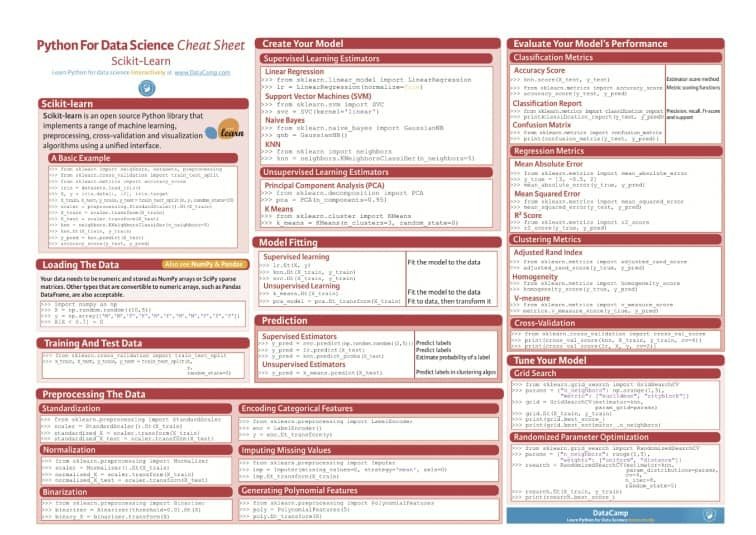 Python For Data Science Cheat Sheet
Scikit-Learn
Learn Python for data science Interactively at www.DataCamp.com
Scikit-learn
Scikit-learn is an open source Python library that
implements a range of machine learning,
preprocessing, cross-validation and visualization
algorithms using a unified interface.
learn
A Basic Example
>>> from sklearn import neighbors, datasets, preprocessing
>>> from sklearn.cross_validation import train_test_split
>>> from sklearn.metrics import accuracy_score
>>> iris = datasets.load_iris()
>>> scaler = preprocessing.StandardScaler().fit(X_train)
>>> X_train = scaler.transform(X_train)
>>> X_test = scaler.transform(X_test)
>>> knn = neighbors.KNeighborsClassifier(n_neighbors=5)
>>> knn.fit(X_train, y_train)
>>> y_pred = knn.predict(X_test)
>>> accuracy_score(y_test, y_pred)
Loading The Data
Also see NumPy & Pandas
Your data needs to be numeric and stored as NumPy arrays or SciPy sparse
matrices. Other types that are convertible to numeric arrays, such as Pandas
DataFrame, are also acceptable.
>>> import numpy as np
>>> X = np.random.random((10,5))
>>> X[X < 0.7] = 0
Training And Test Data
>>> from sklearn.cross_validation import train_test_split
random_state=0)
Create Your Model
Supervised Learning Estimators
Linear Regression
>>> from sklearn.linear_model import LinearRegression
>>> lr = LinearRegression(normalize=True)
Support Vector Machines (SVM)
>>> from sklearn.svm import SVC
>>> svc = SVC(kernel='linear')
Naive Bayes
>>> from sklearn.naive_bayes import GaussianNB
>>> gnb = GaussianNB()
KNN
>>> from sklearn import neighbors
>>> knn = neighbors.KNeighborsClassifier(n_neighbors=5)
Unsupervised Learning Estimators
Principal Component Analysis (PCA)
>>> from sklearn.decomposition import PCA
>>> pca = PCA(n_components=0.95)
K Means
>>> from sklearn.cluster import KMeans
>>> k_means = KMeans(n_clusters=3, random_state=0)
Model Fitting
Supervised learning
>>> lr.fit(X, y)
>>> knn.fit(X_train, y_train)
>>> svc.fit(X_train, y_train)
Fit the model to the data
Unsupervised Learning
>>> k_means.fit(X_train)
>>> pca_model = pca.fit_transform(X_train)
Fit the model to the data
Fit to data, then transform it
Prediction
Supervised Estimators
>>> y_pred = svc.predict(np.random.random((2,5)))
>>> y_pred = lr.predict(X_test)
>>> y_pred = knn.predict_proba(X_test)
Predict labels
Predict labels
Estimate probability of a label
Unsupervised Estimators
>>> y_pred = k_means.predict(X_test)
Predict labels in clustering algos
Preprocessing The Data
Standardization
>>> from sklearn.preprocessing import StandardScaler
>>> scaler = StandardScaler().fit(X_train)
>>> standardized_X = scaler.transform(X_train)
>>> standardized_X_test = scaler.transform(X_test)
Normalization
>>> from sklearn.preprocessing import Normalizer
>>> scaler = Normalizer().fit(X_train)
>>> normalized_X = scaler.transform(X_train)
>>> normalized_X_test = scaler.transform(X_test)
Binarization
>>> from sklearn.preprocessing import Binarizer
>>> binarizer = Binarizer(threshold=0.0).fit(X)
>>> binary_X = binarizer.transform(X)
Encoding Categorical Features
>>> from sklearn.preprocessing import LabelEncoder
>>> enc = LabelEncoder()
>>> y = enc.fit_transform(y)
Imputing Missing Values
>>> from sklearn.preprocessing import Imputer
>>> imp = Imputer(missing_values=0, strategy='mean', axis=0)
>>> imp.fit_transform(X_train)
Generating Polynomial Features
>>> from sklearn.preprocessing import PolynomialFeatures
>>> poly = PolynomialFeatures(5)
>>> poly.fit_transform(X)
Evaluate Your Model's Performance
Classification Metrics
Accuracy Score
>>> knn.score(X_test, y_test)
Estimator score method
>>> from sklearn.metrics import accuracy_score
Metric scoring functions
>>> accuracy_score(y_test, y_pred)
Classification Report
>>> from sklearn.metrics import classification_report
Precision, recall, f1-score
>>> print(classification_report(y_test, y_pred))
and support
Confusion Matrix
>>> from sklearn.metrics import confusion_matrix
>>> print(confusion_matrix(y_test, y_pred))
Regression Metrics
Mean Absolute Error
>>> from sklearn.metrics import mean_absolute_error
>>> y_true = [3, -0.5, 2]
>>> mean_absolute_error(y_true, y_pred)
Mean Squared Error
>>> from sklearn.metrics import mean_squared_error
>>> mean_squared_error(y_test, y_pred)
R² Score
>>> from sklearn.metrics import r2_score
>>> r2_score(y_true, y_pred)
Clustering Metrics
Adjusted Rand Index
>>> from sklearn.metrics import adjusted_rand_score
>>> adjusted_rand_score(y_true, y_pred)
Homogeneity
>>> from sklearn.metrics import homogeneity_score
>>> homogeneity_score(y_true, y_pred)
V-measure
>>> from sklearn.metrics import v_measure_score
>>> metrics.v_measure_score(y_true, y_pred)
Cross-Validation
>>> from sklearn.cross_validation import cross_val_score
>>> print(cross_val_score(knn, X_train, y_train, cv=4))
>>> print(cross_val_score(lr, X, y, cv=2))
Tune Your Model
Grid Search
>>> from sklearn.grid_search import GridSearchCV
>>> params = {"n_neighbors": np.arange(1,3),
"metric": ["euclidean", "cityblock"]}
>>> grid = GridSearchCV(estimator=knn,
param_grid=params)
>>> grid.fit(X_train, y_train)
>>> print(grid.best_score_)
>>> print(grid.best_estimator_.n_neighbors)
Randomized Parameter Optimization
>>> from sklearn.grid_search import RandomizedSearchCV
>>> params = {"n_neighbors": range(1,5),
"weights": ["uniform", "distance"]}
>>> rsearch = RandomizedSearchCV(estimator=knn,
param_distributions=params,
cv=4,
n_iter=8,
random_state=5)
>>> rsearch.fit(X_train, y_train)
>>> print(rsearch.best_score_)
DataCamp
Learn Python for Data Science Interactively